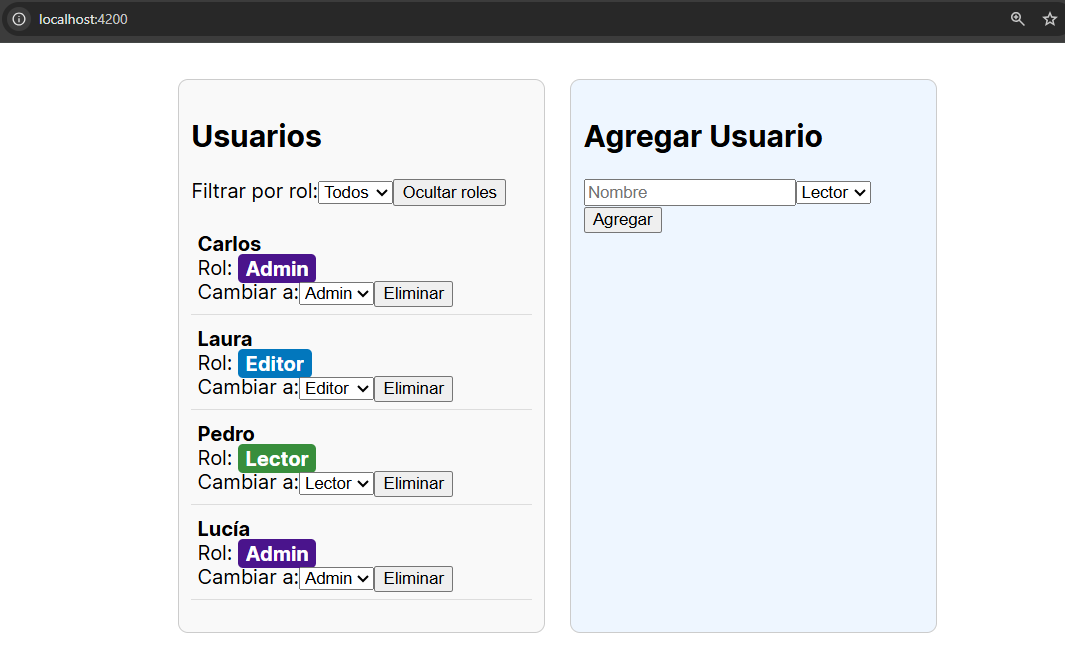 localhost:4200
Usuarios
Filtrar por rol: Todos Ocultar roles
Carlos
Rol: Admin
Cambiar a: Admin Eliminar
Laura
Rol: Editor
Cambiar a: Editor Eliminar
Pedro
Rol: Lector
Cambiar a: Lector Eliminar
Lucía
Rol: Admin
Cambiar a: Admin Eliminar
Agregar Usuario
Nombre Lector
Agregar